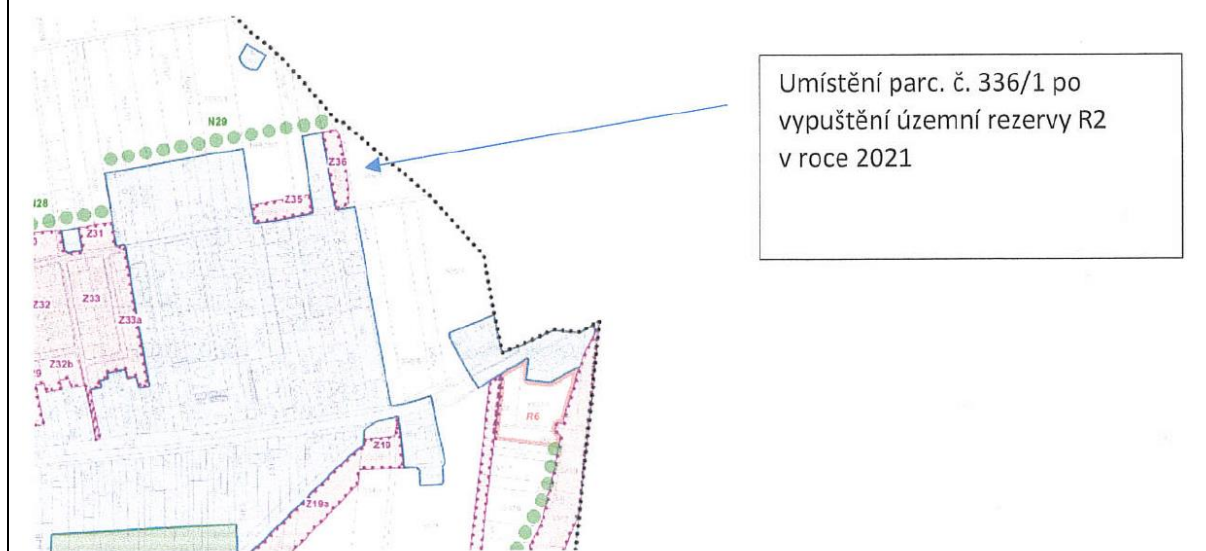 Umístění parc. č. 336/1 po
vypuštění územní rezervy R2
v roce 2021
N29
Z36
Z35
Z31
Z32
Z33
Z33a
Z32b
R6
Z19
Z19a